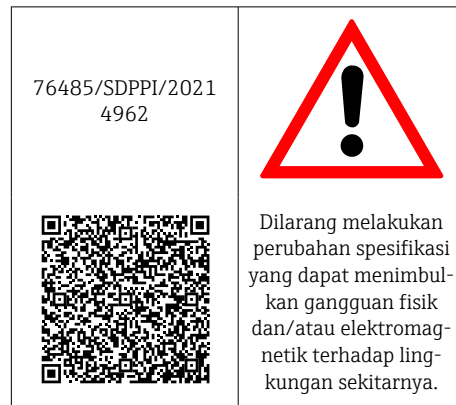 76485/SDPPI/2021
4962
Dilarang melakukan
perubahan spesifikasi
yang dapat menimbul-
kan gangguan fisik
dan/atau elektromag-
netik terhadap ling-
kungan sekitarnya.